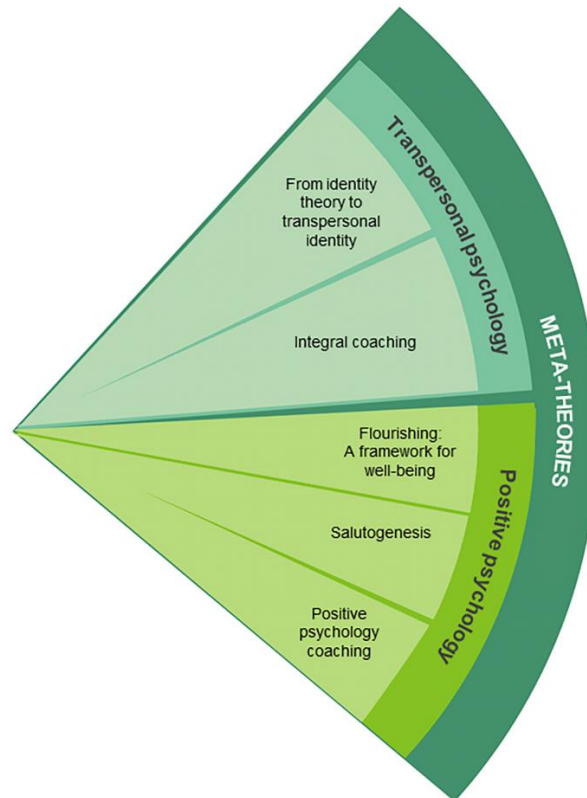 From identity
theory to
transpersonal
identity
Integral coaching
Transpersonal psychology
Flourishing:
A framework for
well-being
Salutogenesis
Positive
psychology
coaching
Positive psychology
META-THEORIES